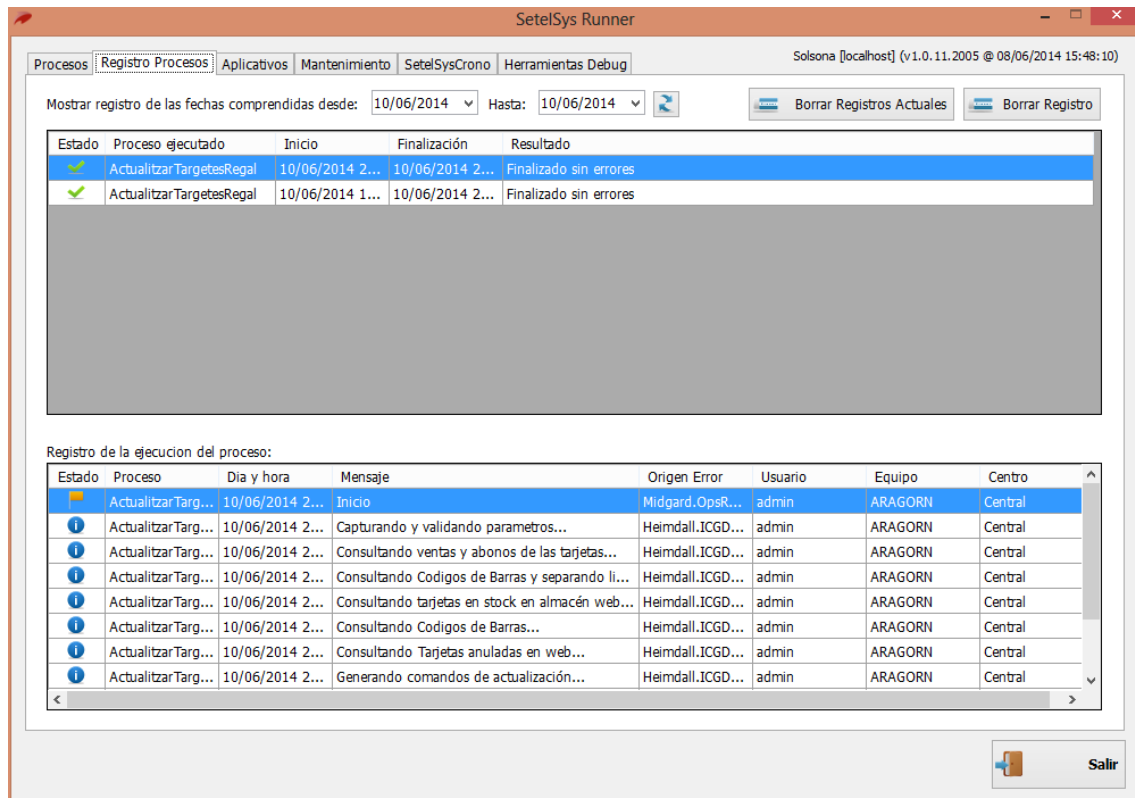 SetelSys Runner
Procesos Registro Procesos Aplicativos Mantenimiento SetelSysCrono Herramientas Debug
Solsona [localhost] (v1.0.11.2005 @ 08/06/2014 15:48:10)
Mostrar registro de las fechas comprendidas desde: 10/06/2014 Hasta: 10/06/2014 Borrar Registros Actuales Borrar Registro
Estado Proceso ejecutado Inicio Finalización Resultado
ActualitzarTargetesRegal 10/06/2014 2... 10/06/2014 2... Finalizado sin errores
ActualitzarTargetesRegal 10/06/2014 1... 10/06/2014 2... Finalizado sin errores
Registro de la ejecucion del proceso:
Estado Proceso Dia y hora Mensaje Origen Error Usuario Equipo Centro
ActualitzarTarg... 10/06/2014 2... Inicio Midgard.OpsR... admin ARAGORN Central
ActualitzarTarg... 10/06/2014 2... Capturando y validando parametros... Heimdall.ICGD... admin ARAGORN Central
ActualitzarTarg... 10/06/2014 2... Consultando ventas y abonos de las tarjetas... Heimdall.ICGD... admin ARAGORN Central
ActualitzarTarg... 10/06/2014 2... Consultando Codigos de Barras y separando li... Heimdall.ICGD... admin ARAGORN Central
ActualitzarTarg... 10/06/2014 2... Consultando tarjetas en stock en almacén web... Heimdall.ICGD... admin ARAGORN Central
ActualitzarTarg... 10/06/2014 2... Consultando Codigos de Barras... Heimdall.ICGD... admin ARAGORN Central
ActualitzarTarg... 10/06/2014 2... Consultando Tarjetas anuladas en web... Heimdall.ICGD... admin ARAGORN Central
ActualitzarTarg... 10/06/2014 2... Generando comandos de actualización... Heimdall.ICGD... admin ARAGORN Central
Salir